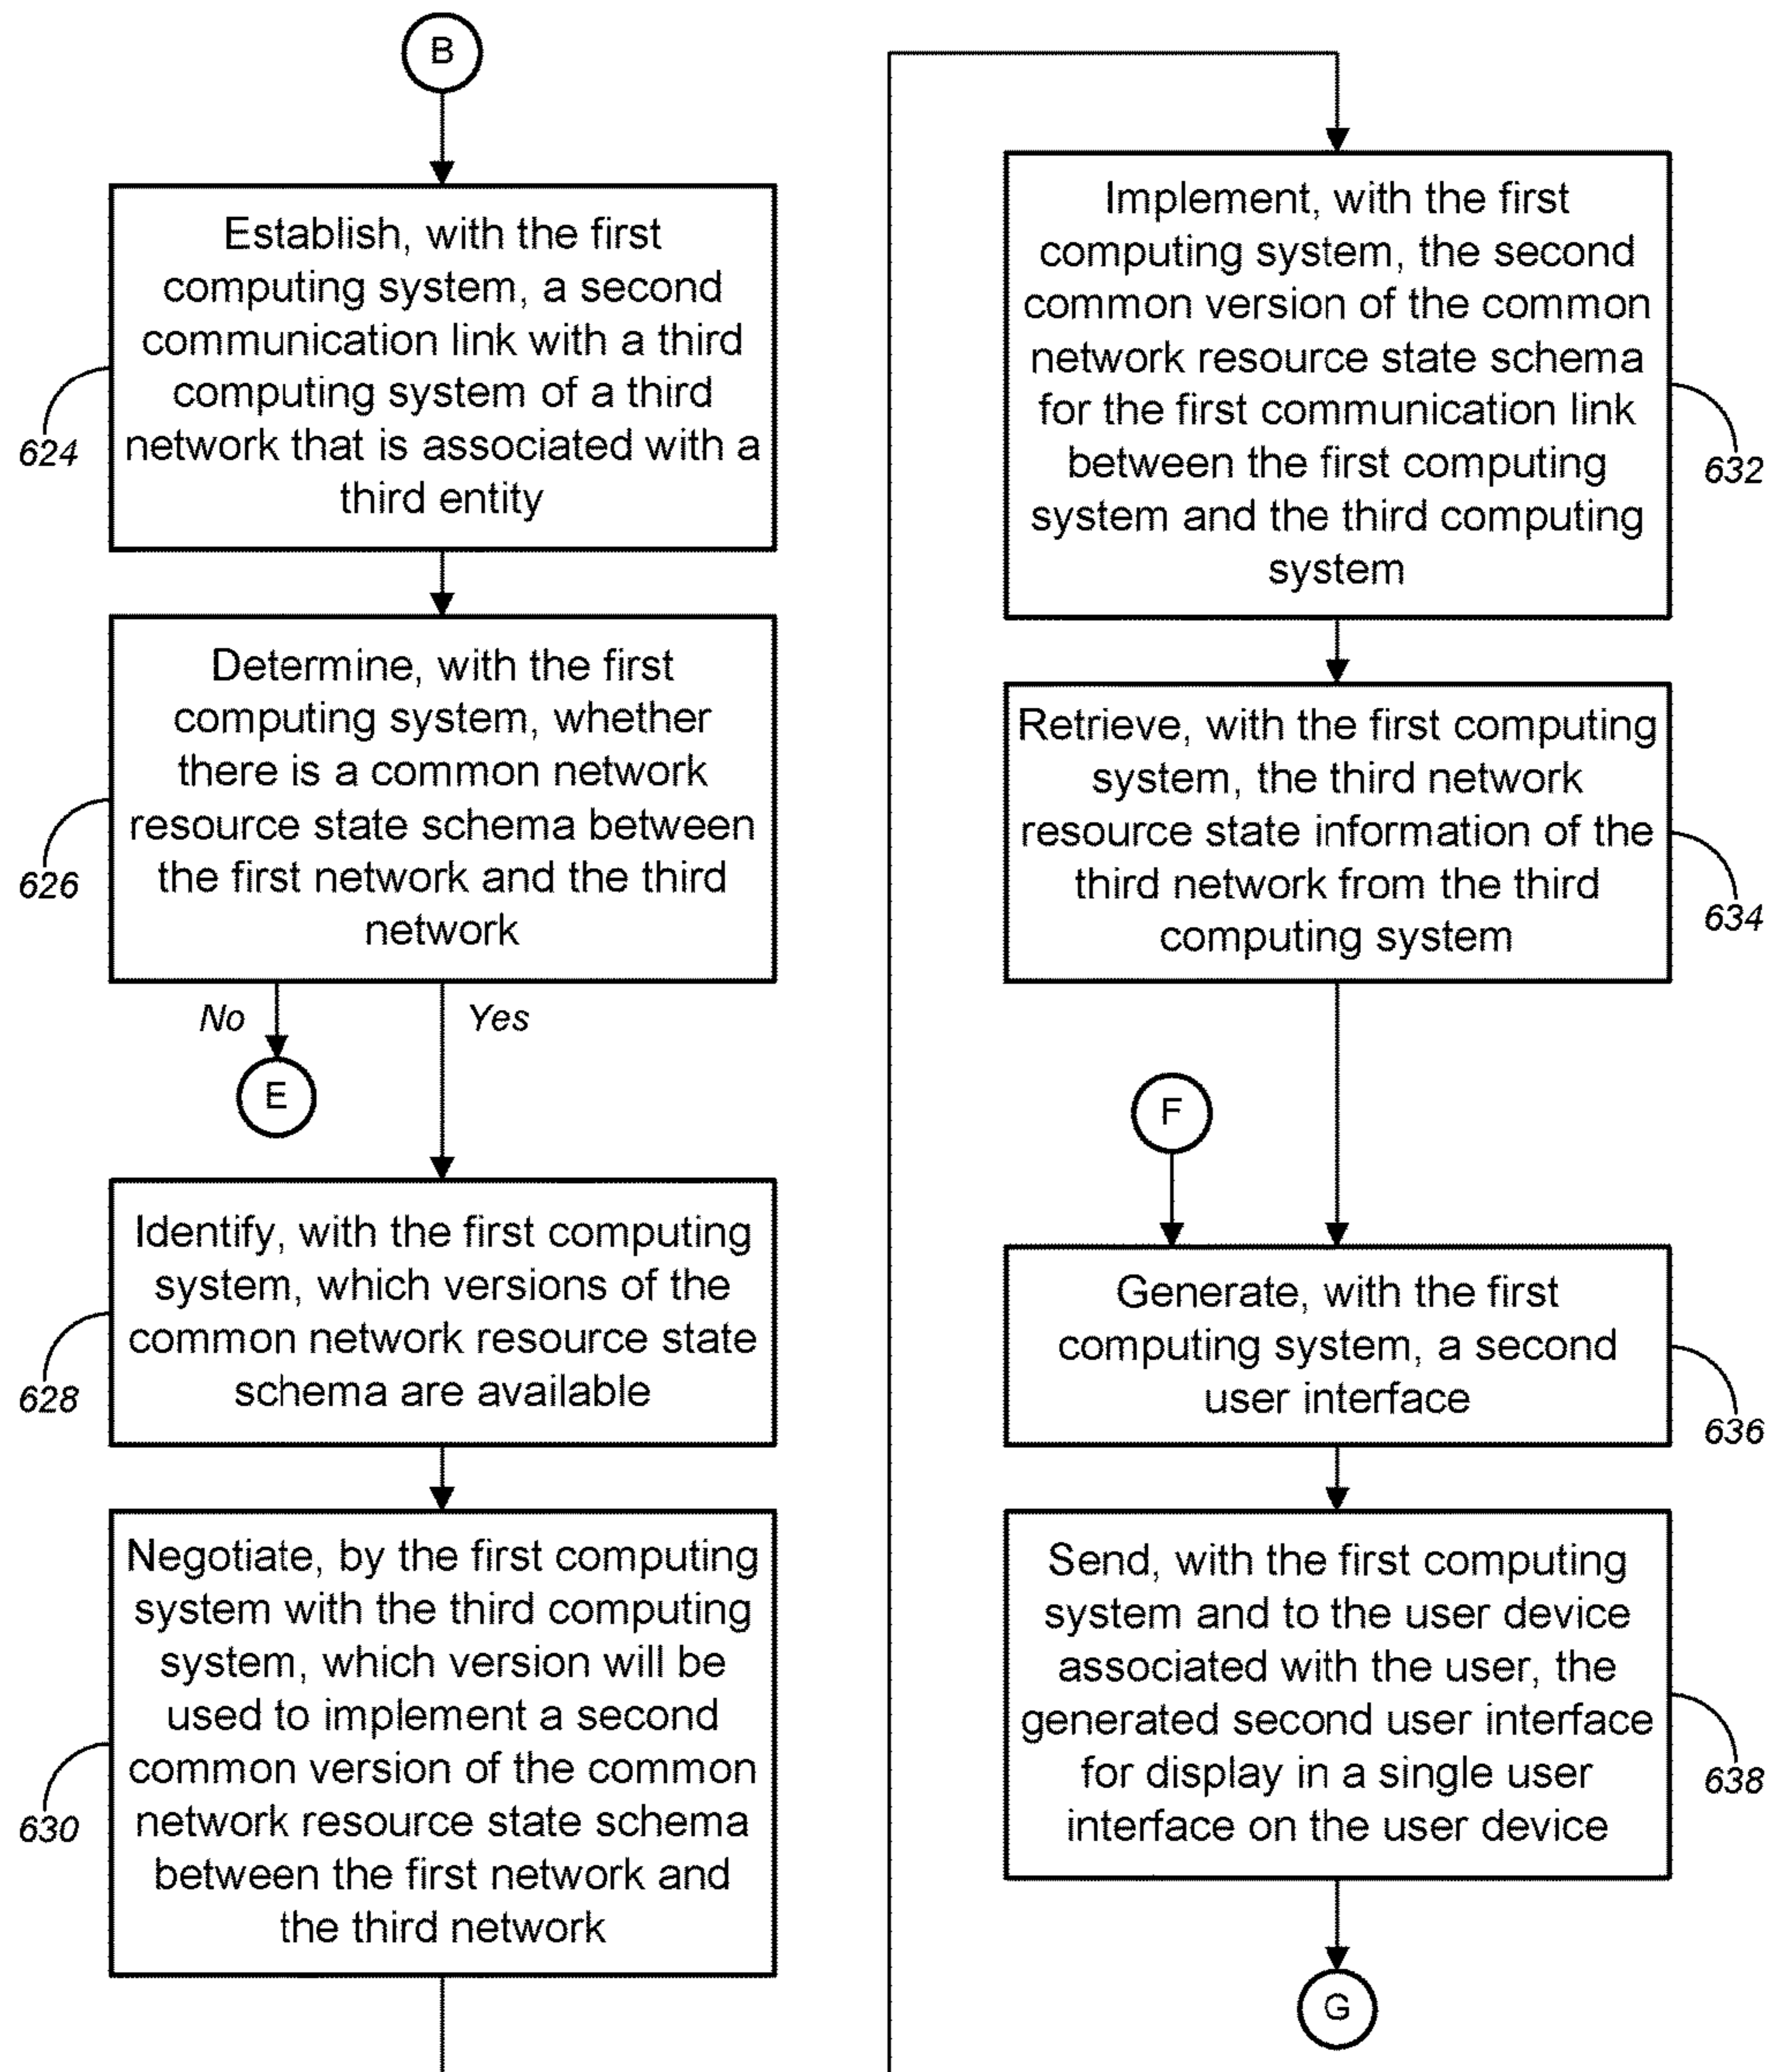 B
Establish, with the first
computing system, a second
communication link with a third
computing system of a third
network that is associated with a
third entity
624
Determine, with the first
computing system, whether
there is a common network
resource state schema between
the first network and the third
network
626
No
Yes
E
Identify, with the first computing
system, which versions of the
common network resource state
schema are available
628
Negotiate, by the first computing
system with the third computing
system, which version will be
used to implement a second
common version of the common
network resource state schema
between the first network and
the third network
630
Implement, with the first
computing system, the second
common version of the common
network resource state schema
for the first communication link
between the first computing
system and the third computing
system
632
Retrieve, with the first computing
system, the third network
resource state information of the
third network from the third
computing system
634
F
Generate, with the first
computing system, a second
user interface
636
Send, with the first computing
system and to the user device
associated with the user, the
generated second user interface
for display in a single user
interface on the user device
638
G